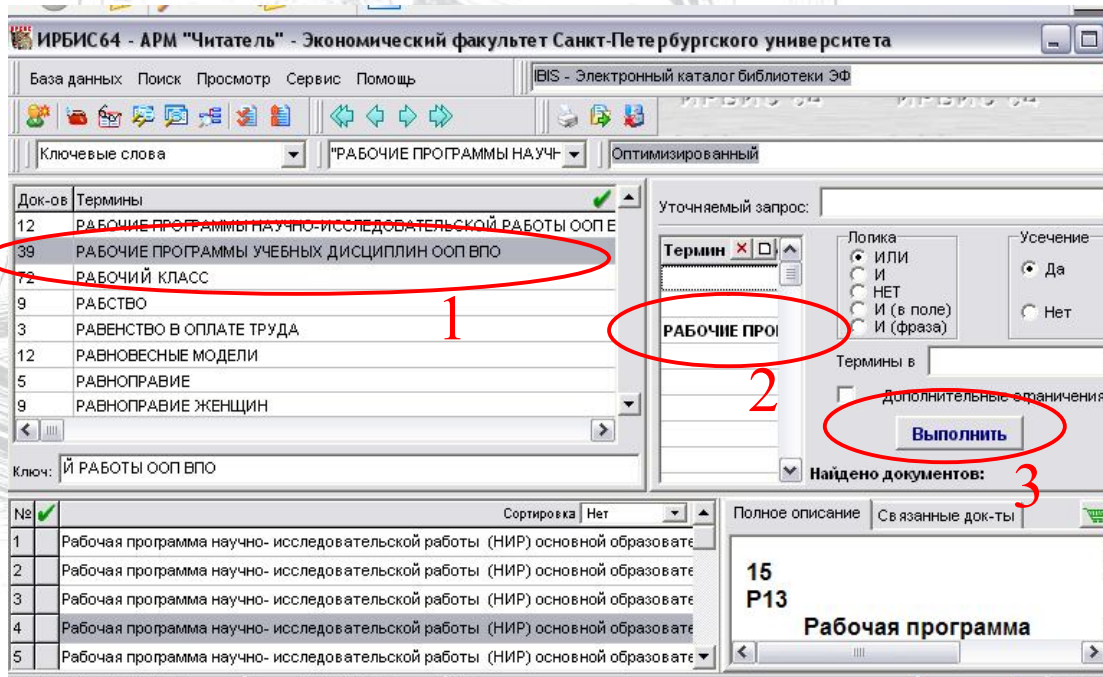 ИРБИС64 - АРМ "Читатель" - Экономический факультет Санкт-Петербургского университета
База данных Поиск Просмотр Сервис Помощь
IBIS - Электронный каталог библиотеки ЭФ
ИРБИС 64 ИРБИС 64
Ключевые слова
"РАБОЧИЕ ПРОГРАММЫ НАУЧН
Оптимизированный
Док-ов Термины
12 РАБОЧИЕ ПРОГРАММЫ НАУЧНО-ИССЛЕДОВАТЕЛЬСКОЙ РАБОТЫ ООП В
39 РАБОЧИЕ ПРОГРАММЫ УЧЕБНЫХ ДИСЦИПЛИН ООП ВПО
72 РАБОЧИЙ КЛАСС
9 РАБСТВО
3 РАВЕНСТВО В ОПЛАТЕ ТРУДА
12 РАВНОВЕСНЫЕ МОДЕЛИ
5 РАВНОПРАВИЕ
9 РАВНОПРАВИЕ ЖЕНЩИН
1
Ключ: Й РАБОТЫ ООП ВПО
Уточняемый запрос:
Термин
РАБОЧИЕ ПРО
2
Логика
ИЛИ
И
НЕТ
И (в поле)
И (фраза)
Усечение
Да
Нет
Термины в
Дополнительные ограничения
Выполнить
3
Найдено документов:
№ Сортировка Нет
1 Рабочая программа научно- исследовательской работы (НИР) основной образовате
2 Рабочая программа научно- исследовательской работы (НИР) основной образовате
3 Рабочая программа научно- исследовательской работы (НИР) основной образовате
4 Рабочая программа научно- исследовательской работы (НИР) основной образовате
5 Рабочая программа научно- исследовательской работы (НИР) основной образовате
Полное описание Связанные док-ты
15
Р13
Рабочая программа